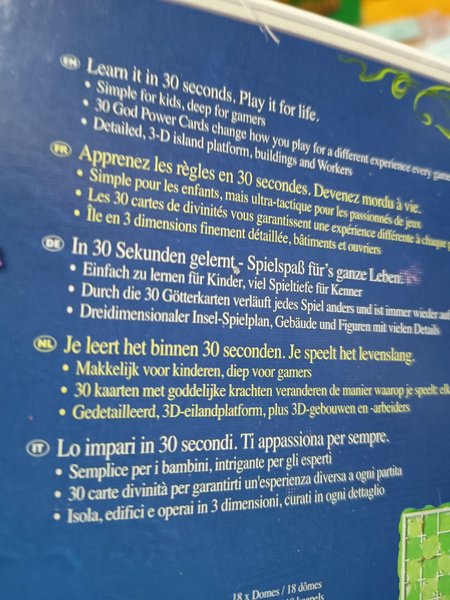 EN Learn it in 30 seconds. Play it for life.
• Simple for kids, deep for gamers
• 30 God Power Cards change how you play for a different experience every game
• Detailed, 3-D island platform, buildings and Workers
FR Apprenez les règles en 30 secondes. Devenez mordu à vie.
• Simple pour les enfants, mais ultra-tactique pour les passionnés de jeux
• Les 30 cartes de divinités vous garantissent une expérience différente à chaque
• Île en 3 dimensions finement détaillée, bâtiments et ouvriers
DE In 30 Sekunden gelernt - Spielspaß für's ganze Leben.
• Einfach zu lernen für Kinder, viel Spieltiefe für Kenner
• Durch die 30 Götterkarten verläuft jedes Spiel anders und ist immer wieder
• Dreidimensionaler Insel-Spielplan, Gebäude und Figuren mit vielen Details
NL Je leert het binnen 30 seconden. Je speelt het levenslang.
• Makkelijk voor kinderen, diep voor gamers
• 30 kaarten met goddelijke krachten veranderen de manier waarop je speelt:
• Gedetailleerd, 3D-eilandplatform, plus 3D-gebouwen en -arbeiders
IT Lo impari in 30 secondi. Ti appassiona per sempre.
• Semplice per i bambini, intrigante per gli esperti
• 30 carte divinità per garantirti un'esperienza diversa a ogni partita
• Isola, edifici e operai in 3 dimensioni, curati in ogni dettaglio
18 x Domes / 18 dômes